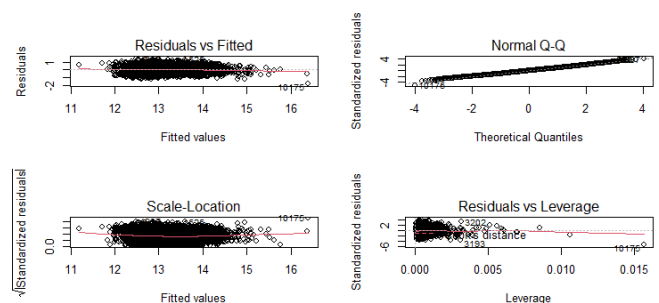 Residuals vs Fitted
Residuals
1
-2
10175
11 12 13 14 15 16
Fitted values
Normal Q-Q
Standardized residuals
4
-4
10175
-4 -2 0 2 4
Theoretical Quantiles
Scale-Location
√|Standardized residuals
0.0
10175
11 12 13 14 15 16
Fitted values
Residuals vs Leverage
Standardized residuals
2
-6
3202
distance
3193
10175
0.000 0.005 0.010 0.015
Leverage